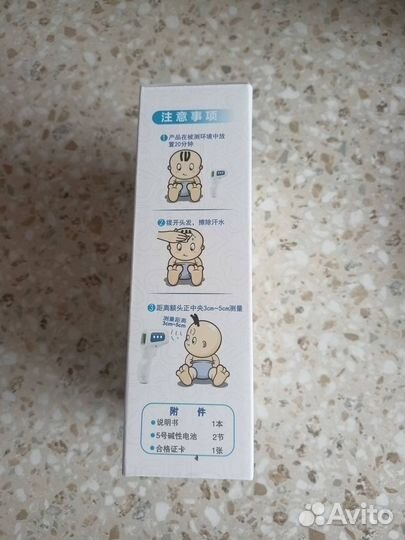 注意事项
1 产品在被测环境中放
置20分钟
2 拨开头发，擦除汗水
3 距离额头正中央3cm~5cm测量
测量距离
3cm~5cm
附 件
●说明书 1本
●5号碱性电池 2节
●合格证卡 1张
Avito